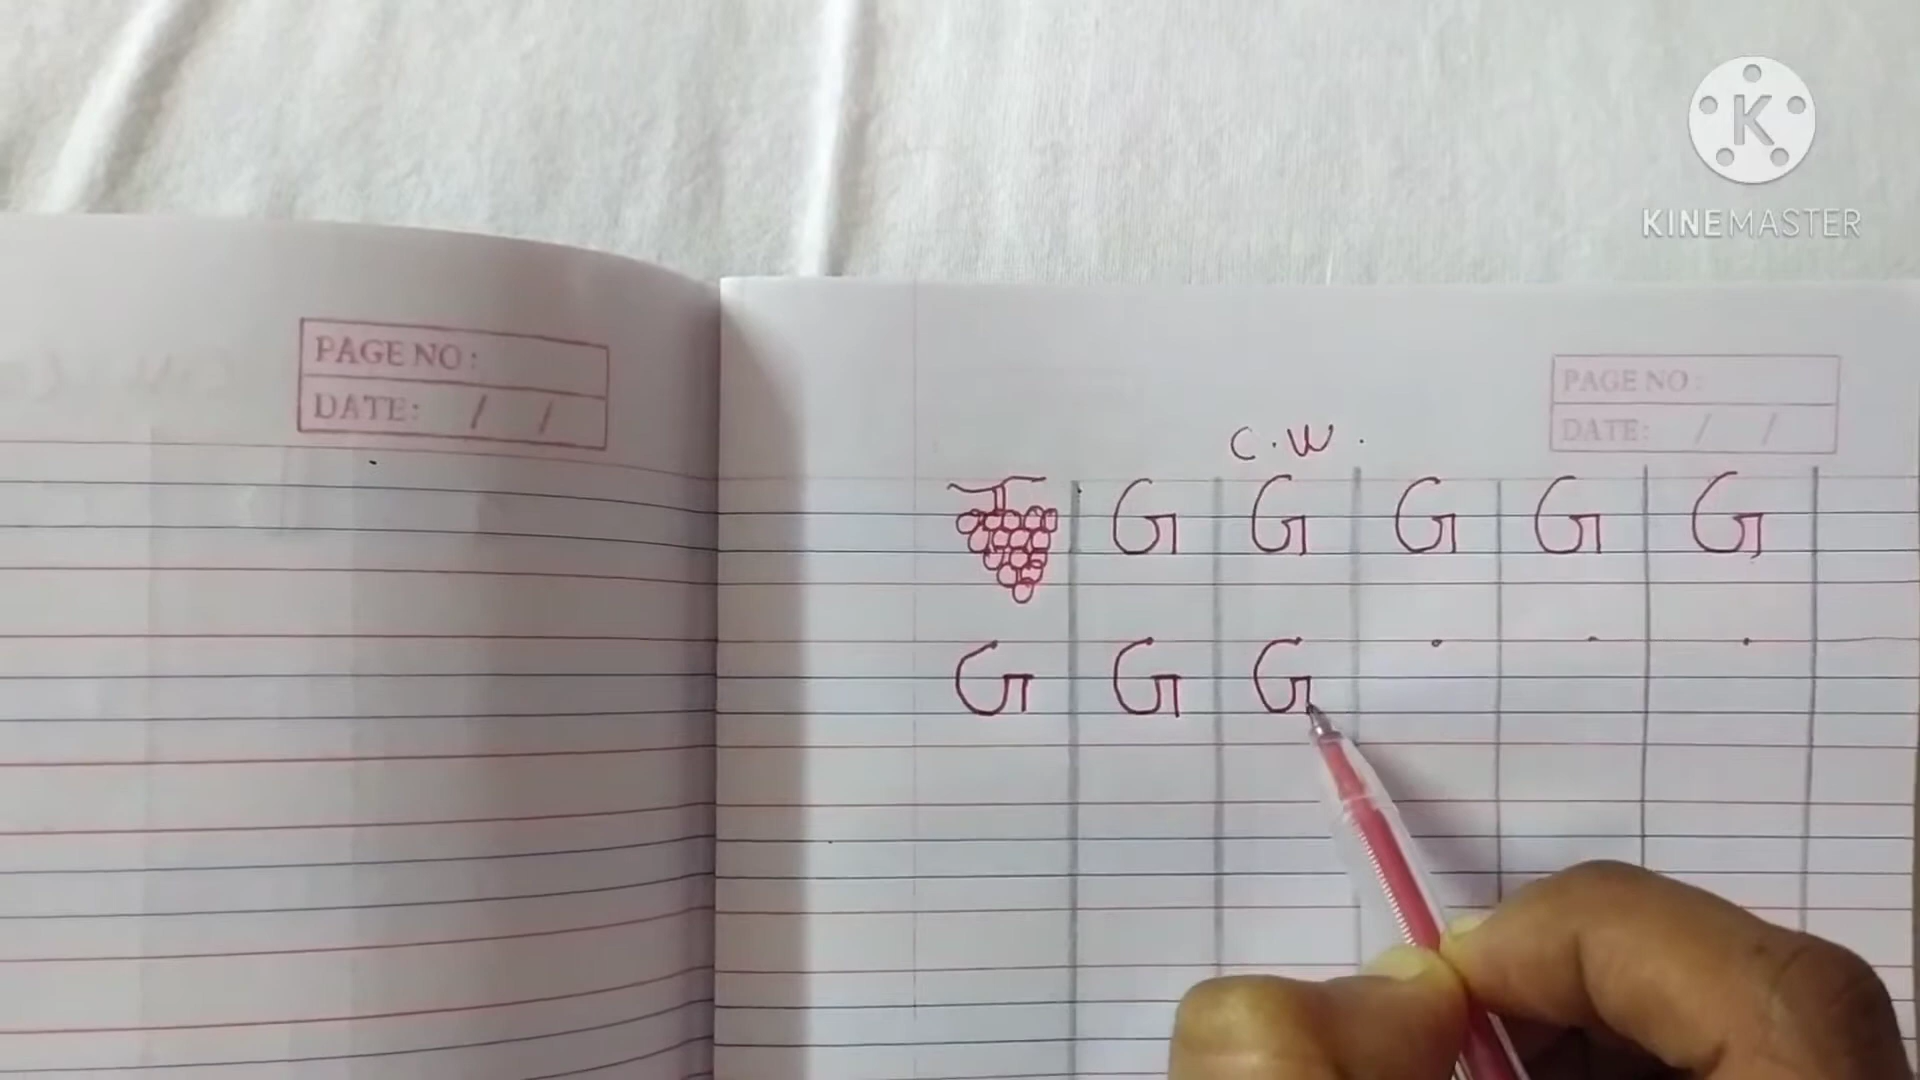 KINEMASTER
PAGE NO:
DATE: / /
PAGE NO:
DATE: / /
C.W.
G G G G G
G G G